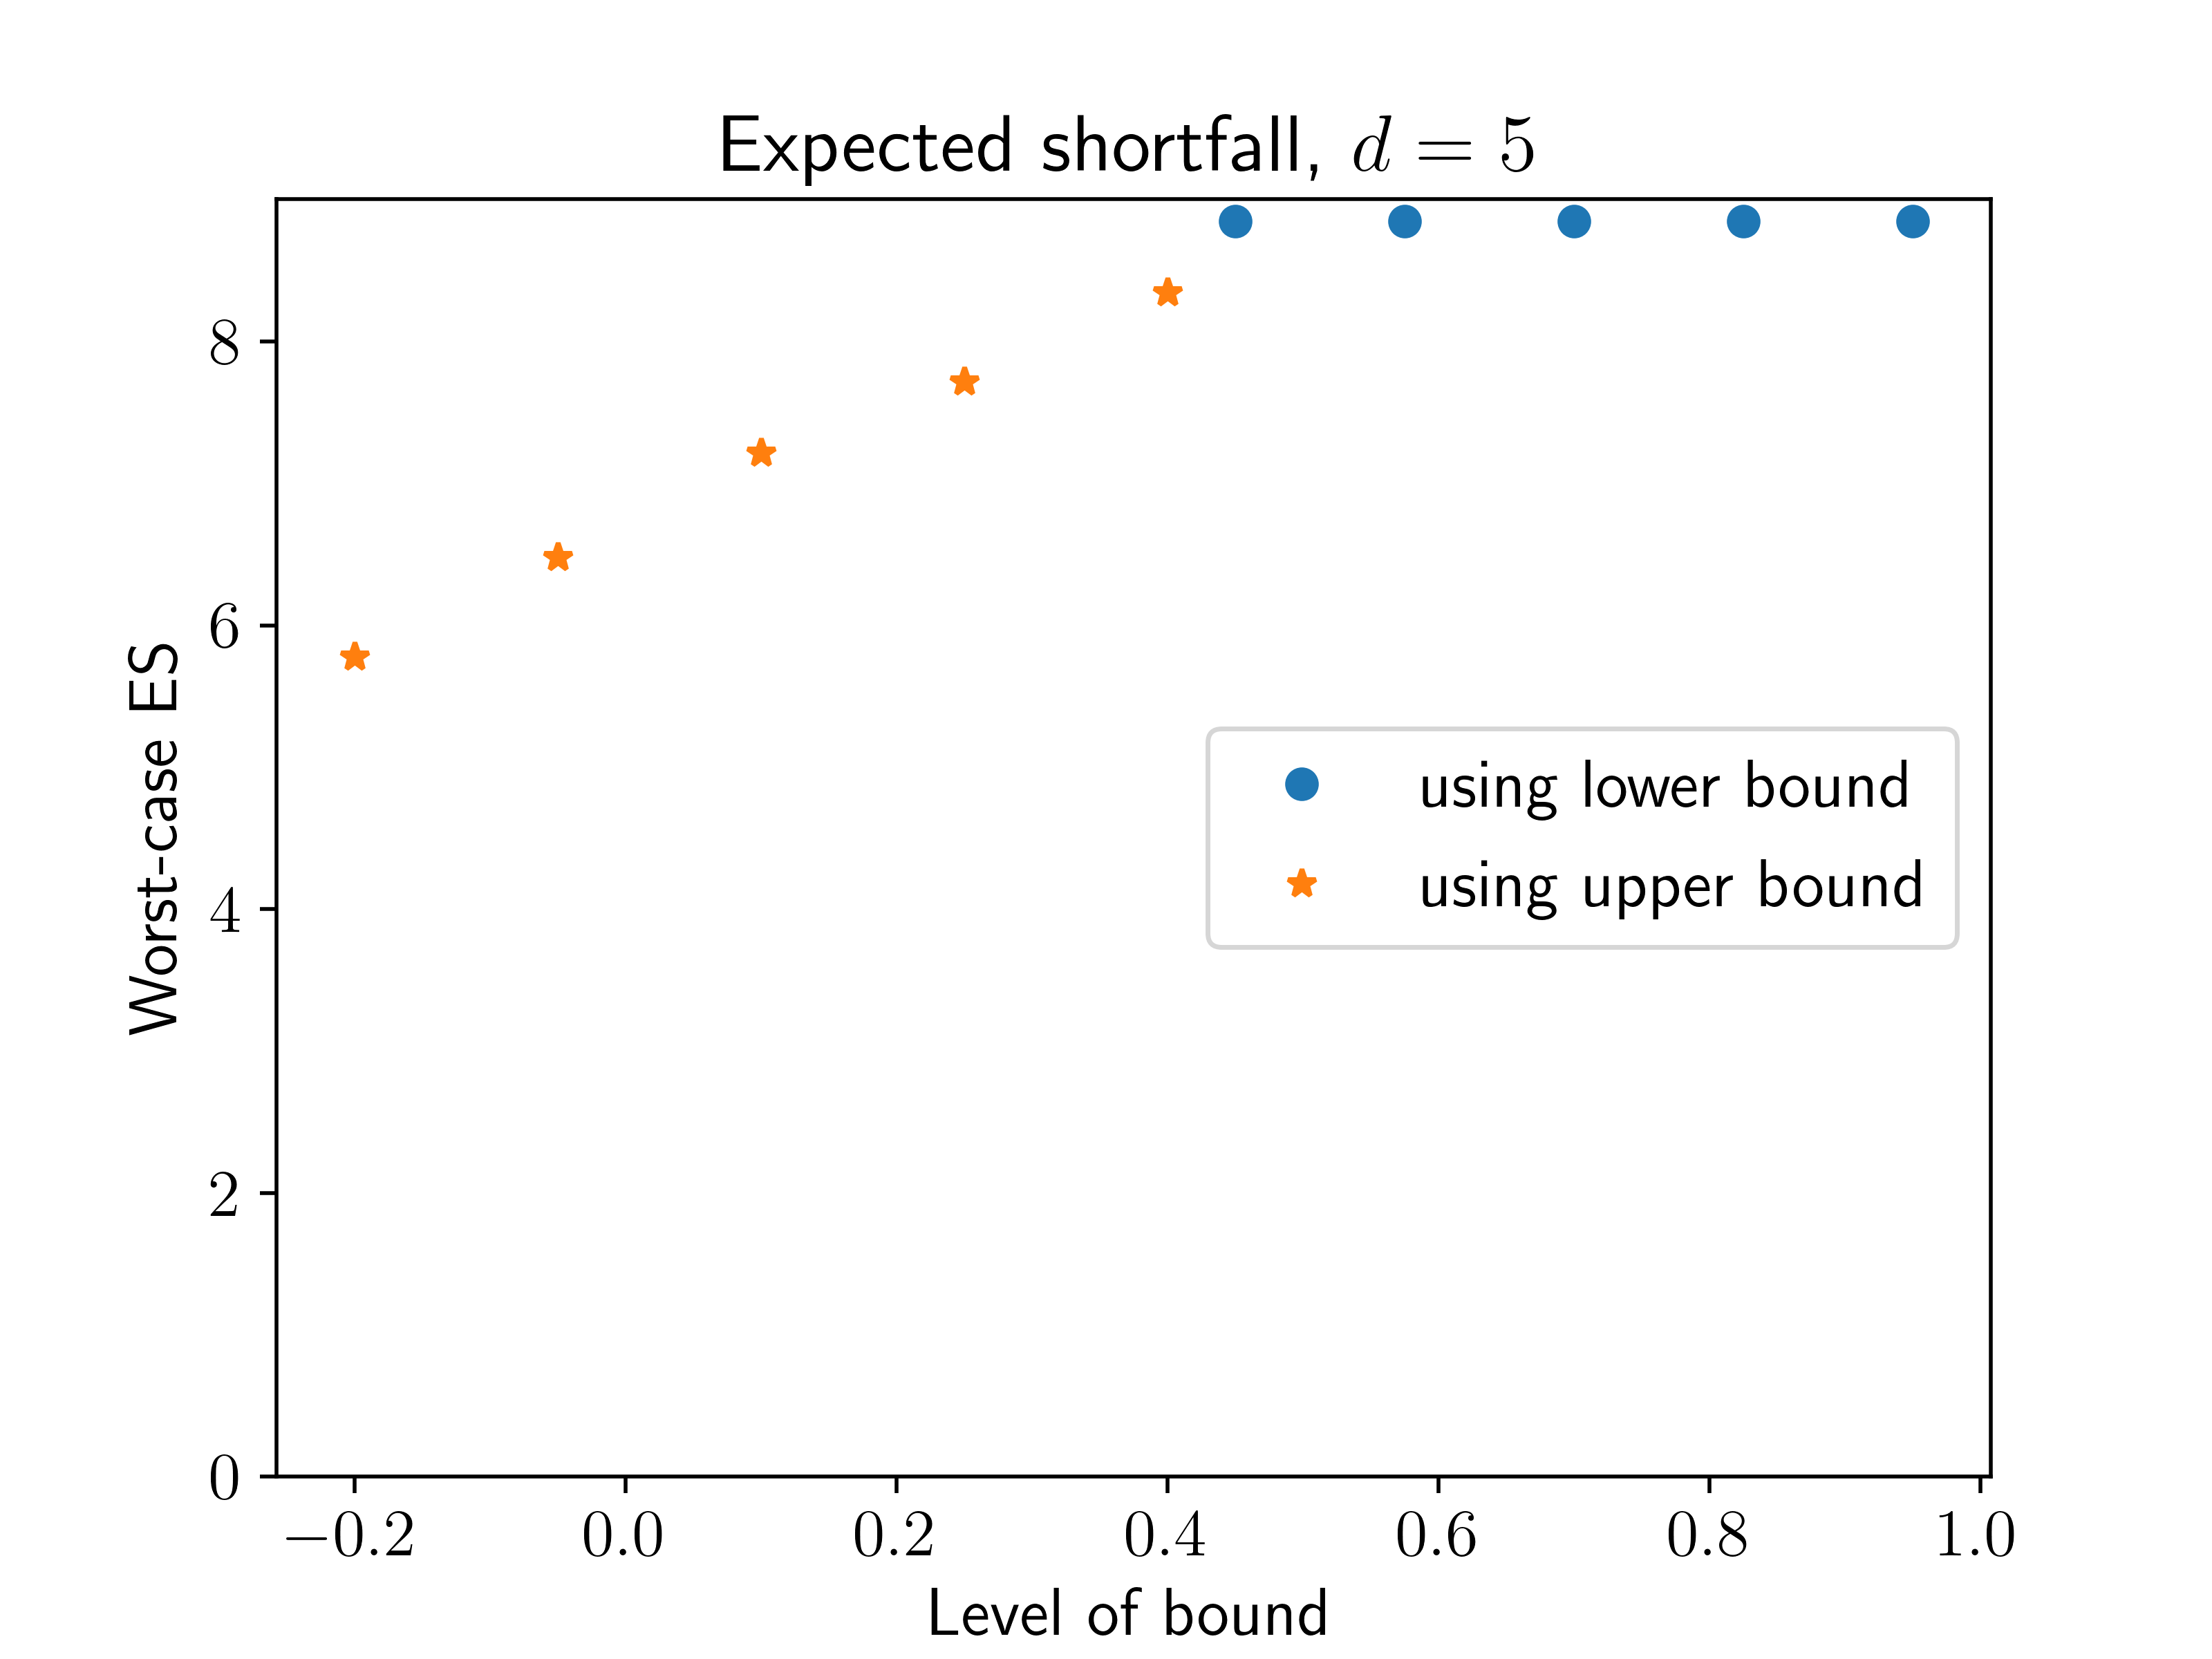 Expected shortfall, d = 5
Worst-case ES
8
6
4
2
0
using lower bound
using upper bound
−0.2 0.0 0.2 0.4 0.6 0.8 1.0
Level of bound